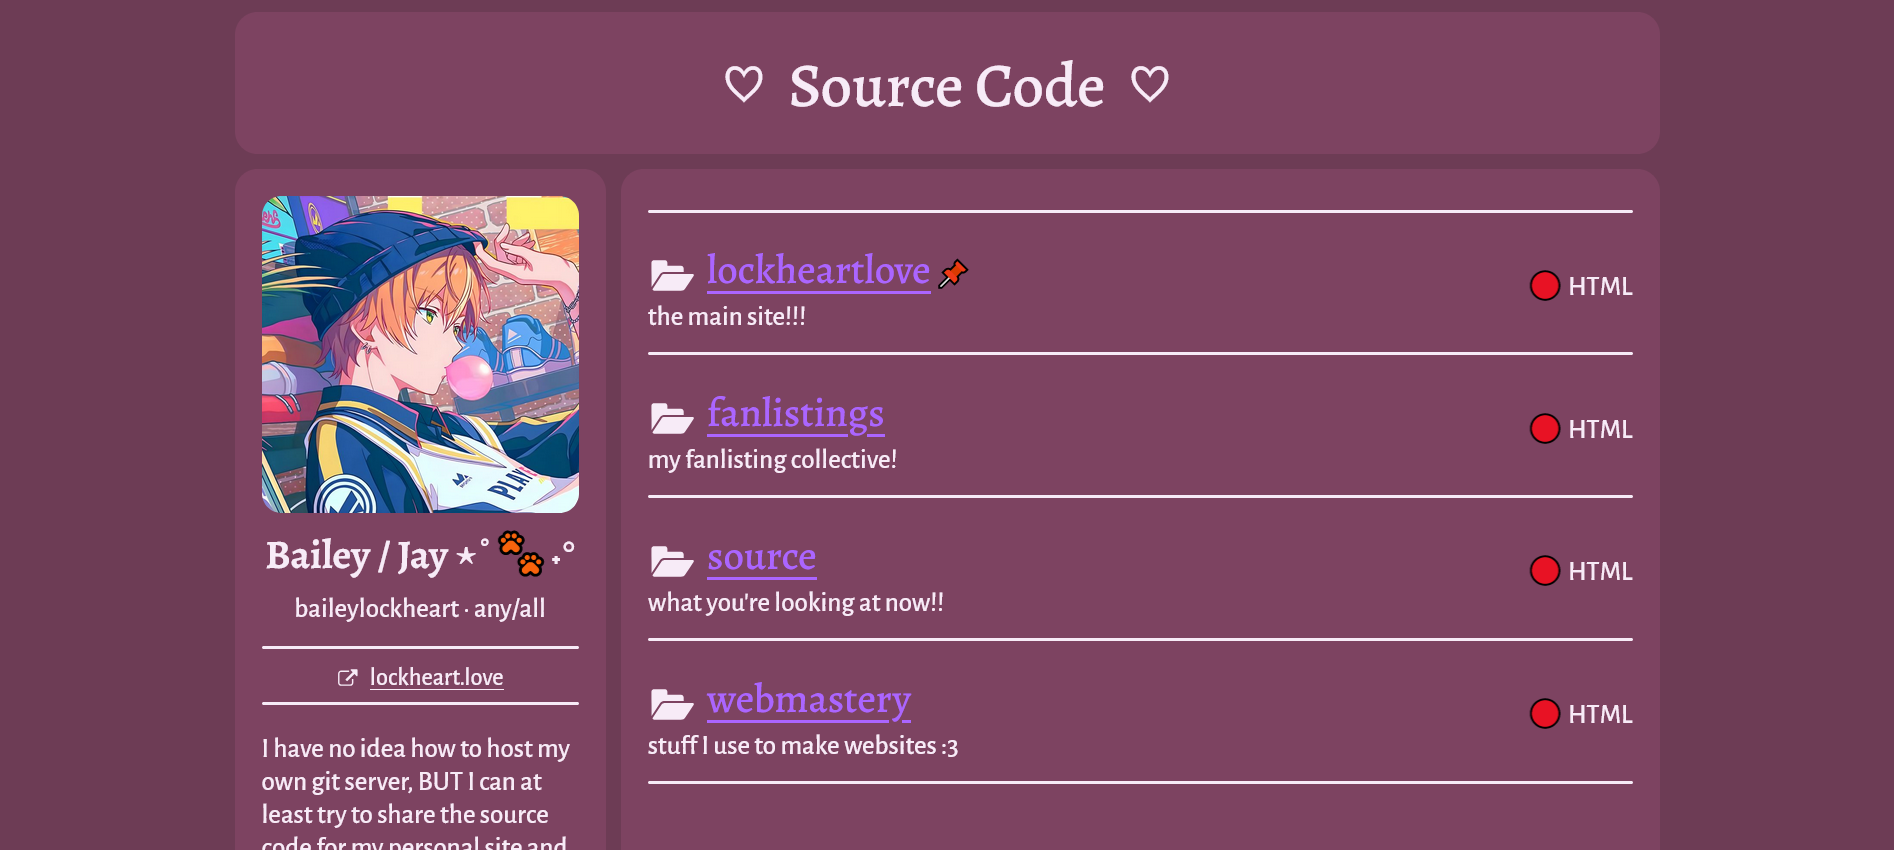 ♡ Source Code ♡
PLAY
Bailey / Jay ⋆˚🐾˖°
baileylockheart · any/all
lockheart.love
I have no idea how to host my
own git server, BUT I can at
least try to share the source
code for my personal site and
lockheartlove📌
the main site!!!
🔴 HTML
fanlistings
my fanlisting collective!
🔴 HTML
source
what you're looking at now!!
🔴 HTML
webmastery
stuff I use to make websites :3
🔴 HTML